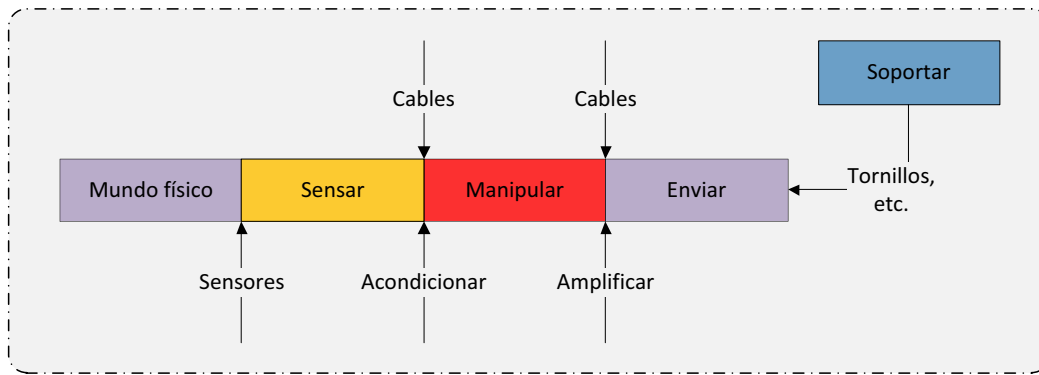 Soportar
Cables
Cables
Mundo físico
Sensar
Manipular
Enviar
Tornillos,
etc.
Sensores
Acondicionar
Amplificar